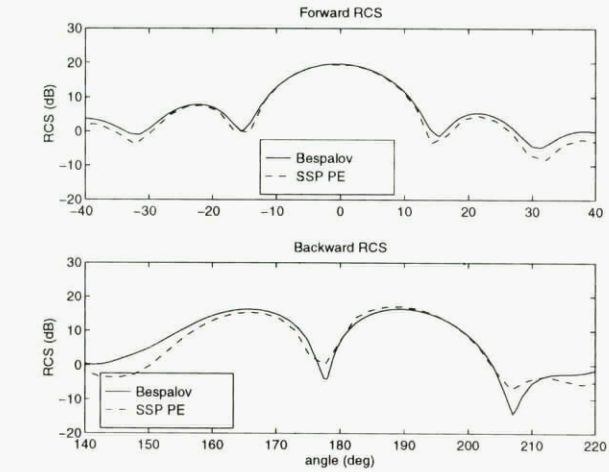 Forward RCS
30
20
10
0
−10
−20
RCS (dB)
Bespalov
SSP PE
−40 −30 −20 −10 0 10 20 30 40
Backward RCS
30
20
10
0
−10
−20
RCS (dB)
Bespalov
SSP PE
140 150 160 170 180 190 200 210 220
angle (deg)